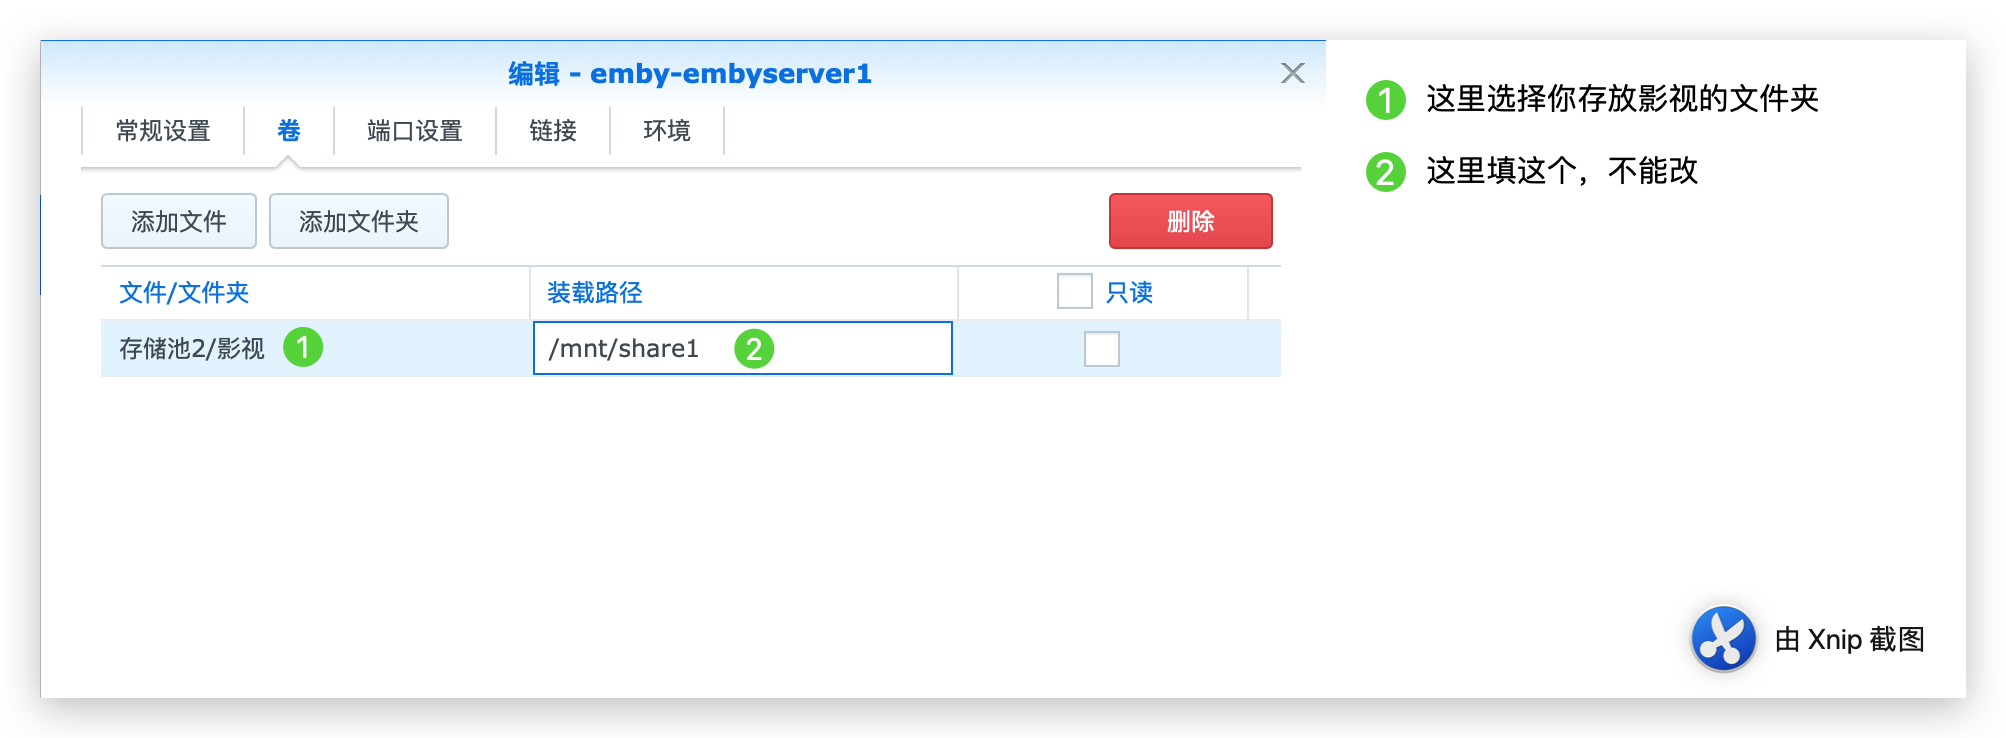 编辑 - emby-embyserver1
常规设置 卷 端口设置 链接 环境
添加文件 添加文件夹 删除
文件/文件夹 装载路径 只读
存储池2/影视 1 /mnt/share1 2
1 这里选择你存放影视的文件夹
2 这里填这个，不能改
由 Xnip 截图